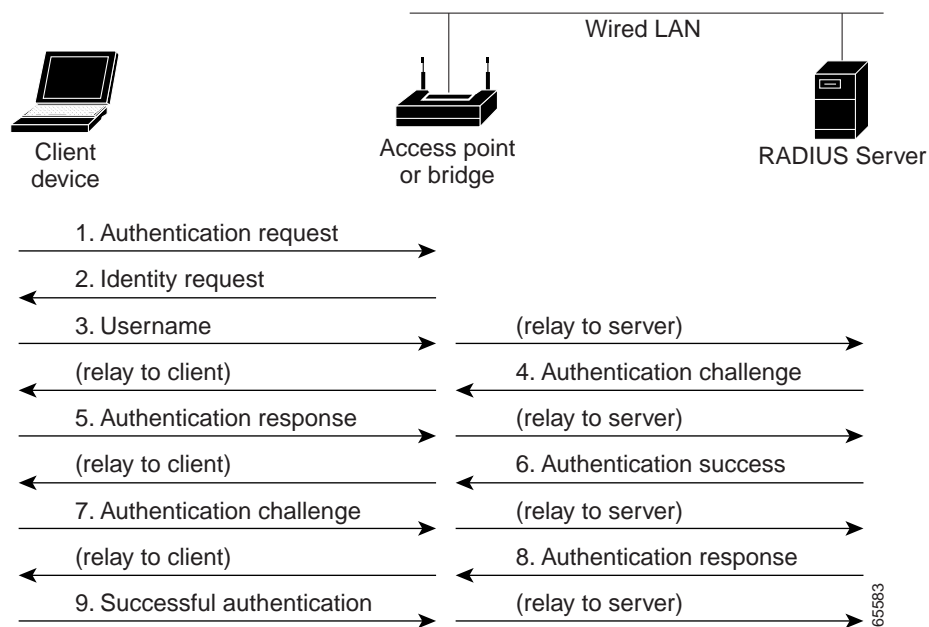 Wired LAN
Client
device
Access point
or bridge
RADIUS Server
1. Authentication request
2. Identity request
3. Username
(relay to server)
(relay to client)
4. Authentication challenge
5. Authentication response
(relay to server)
(relay to client)
6. Authentication success
7. Authentication challenge
(relay to server)
(relay to client)
8. Authentication response
9. Successful authentication
(relay to server)
65583